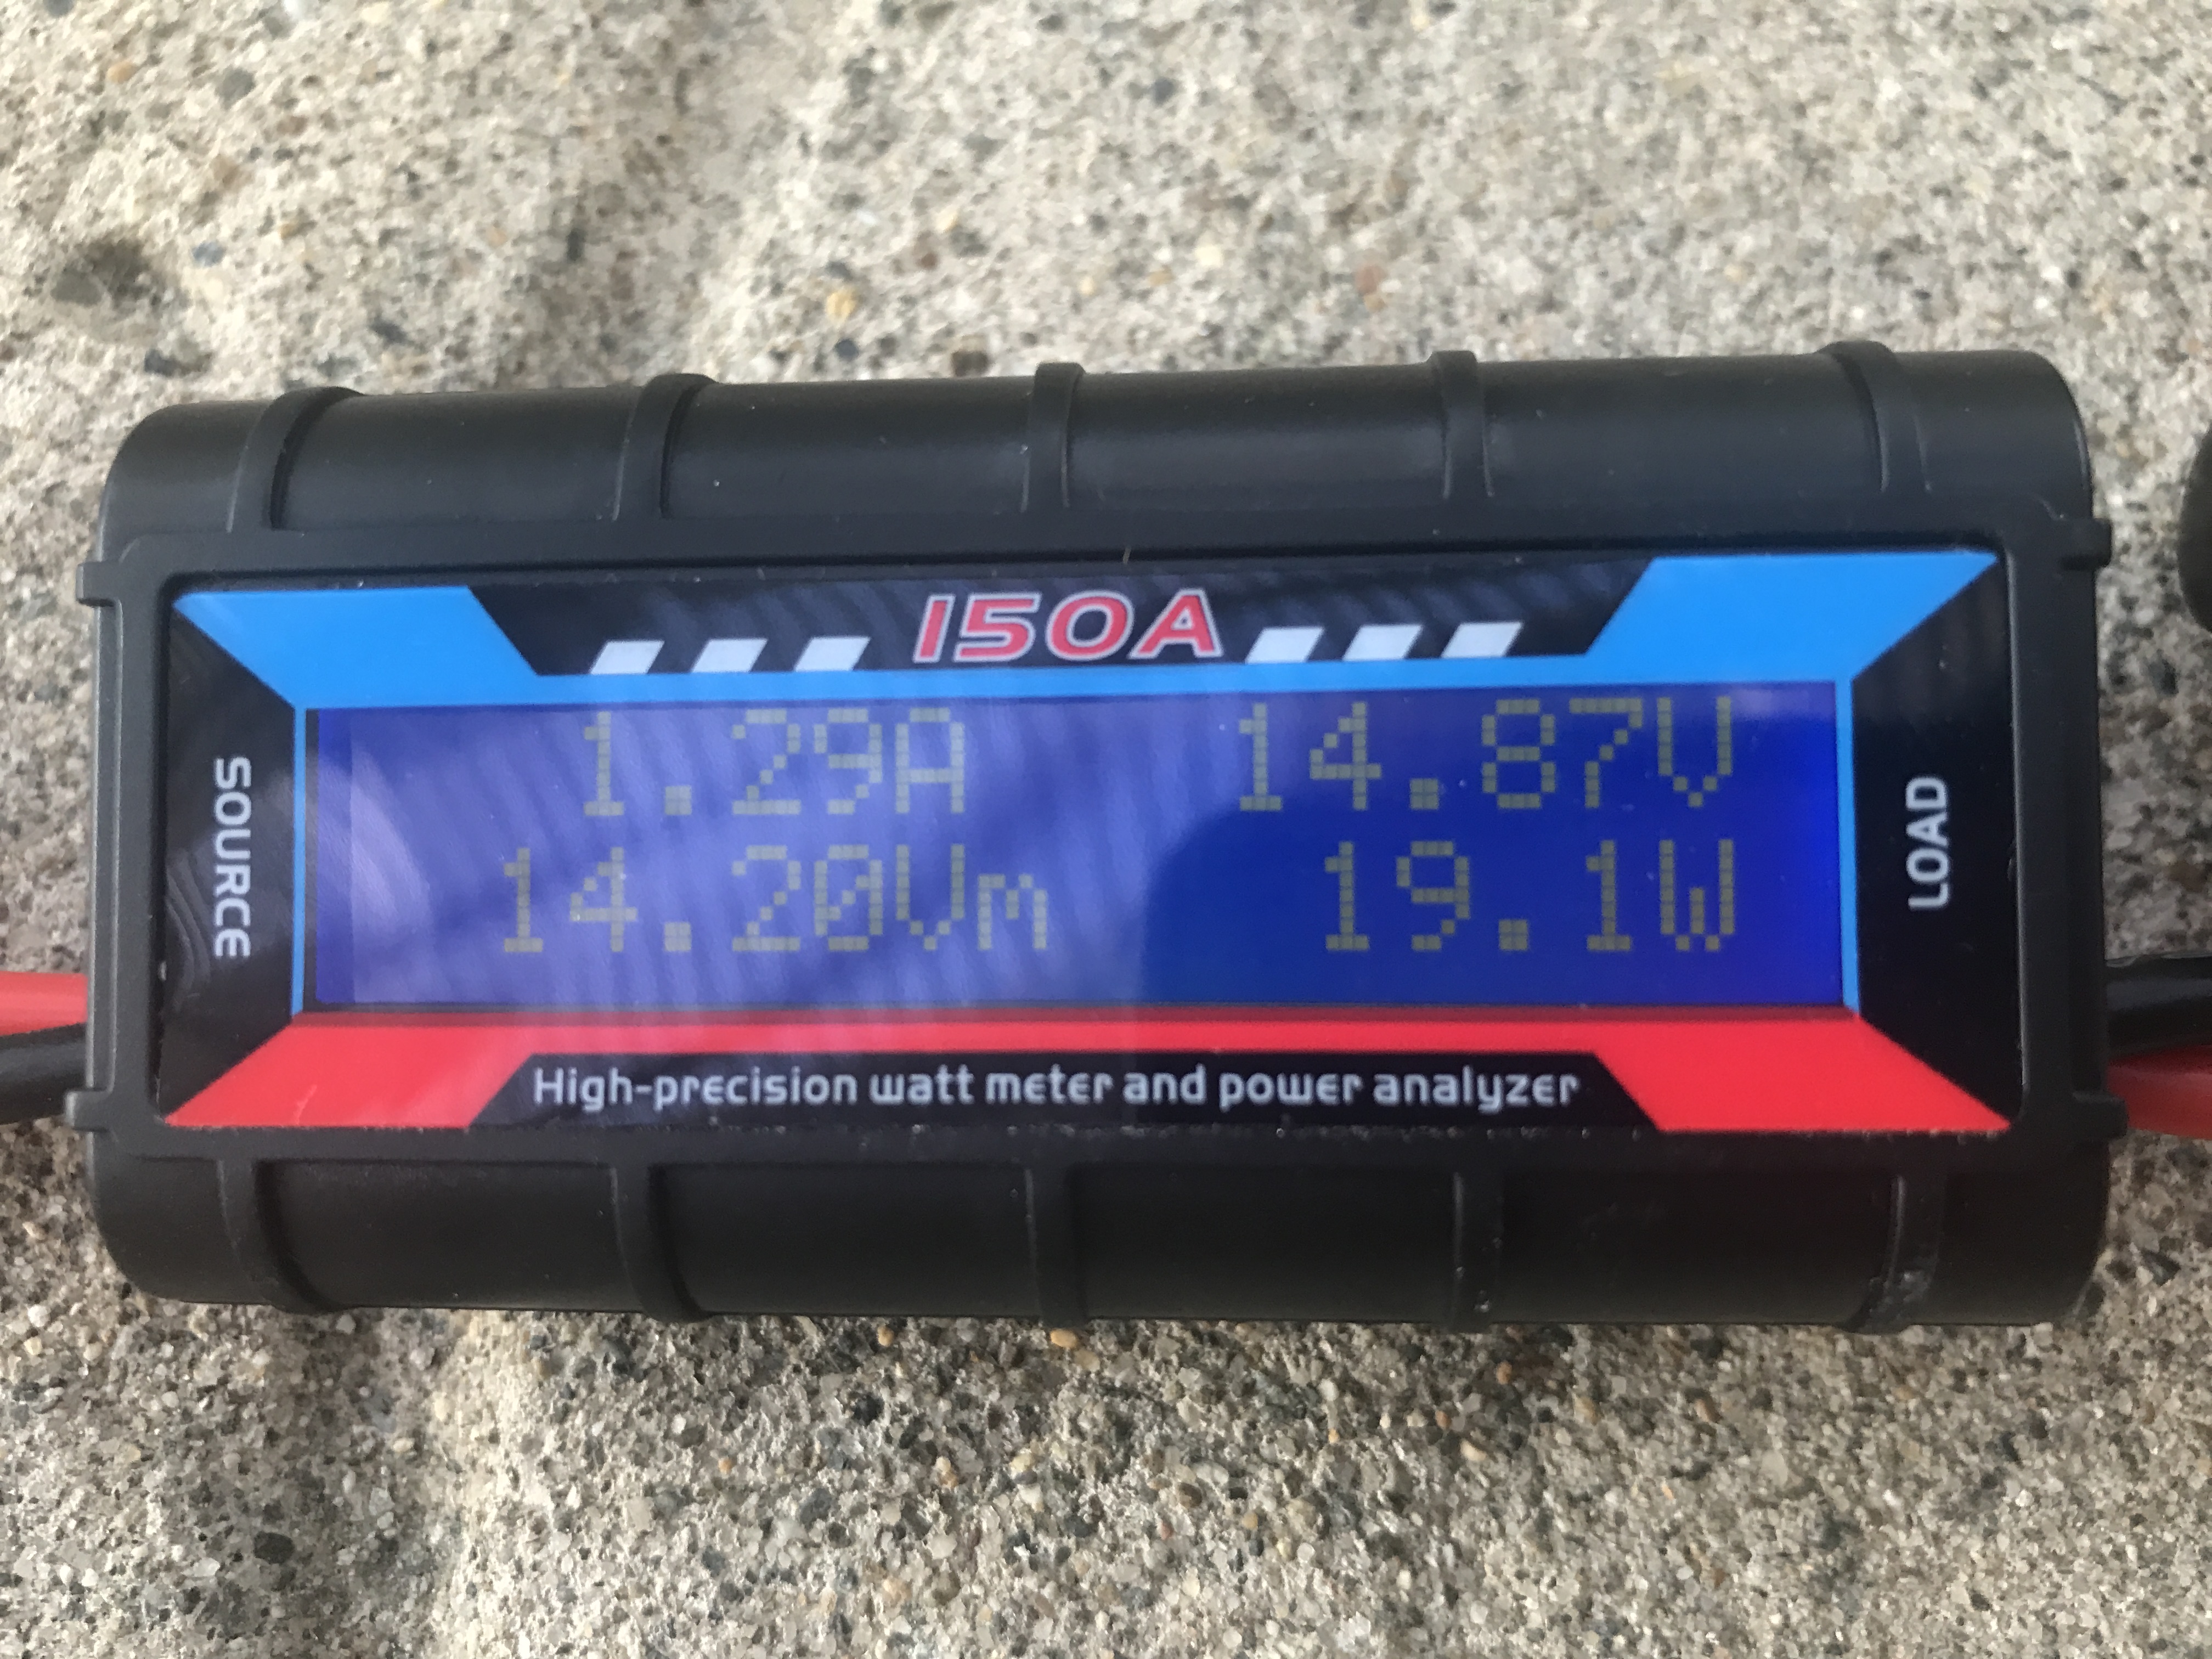 150A
SOURCE
1.29A 14.87V
14.20Vm 19.1W
LOAD
High-precision watt meter and power analyzer